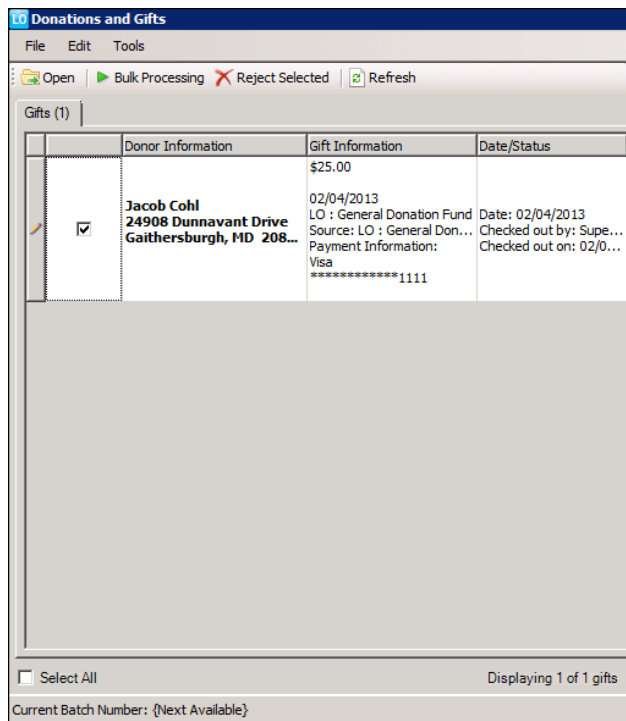 LO Donations and Gifts
File Edit Tools
Open Bulk Processing Reject Selected Refresh
Gifts (1)
Donor Information Gift Information Date/Status
Jacob Cohl
24908 Dunnavant Drive
Gaithersburgh, MD 208...
$25.00
02/04/2013
LO : General Donation Fund
Source: LO : General Don...
Payment Information:
Visa
************1111
Date: 02/04/2013
Checked out by: Supe...
Checked out on: 02/0...
Select All Displaying 1 of 1 gifts
Current Batch Number: {Next Available}